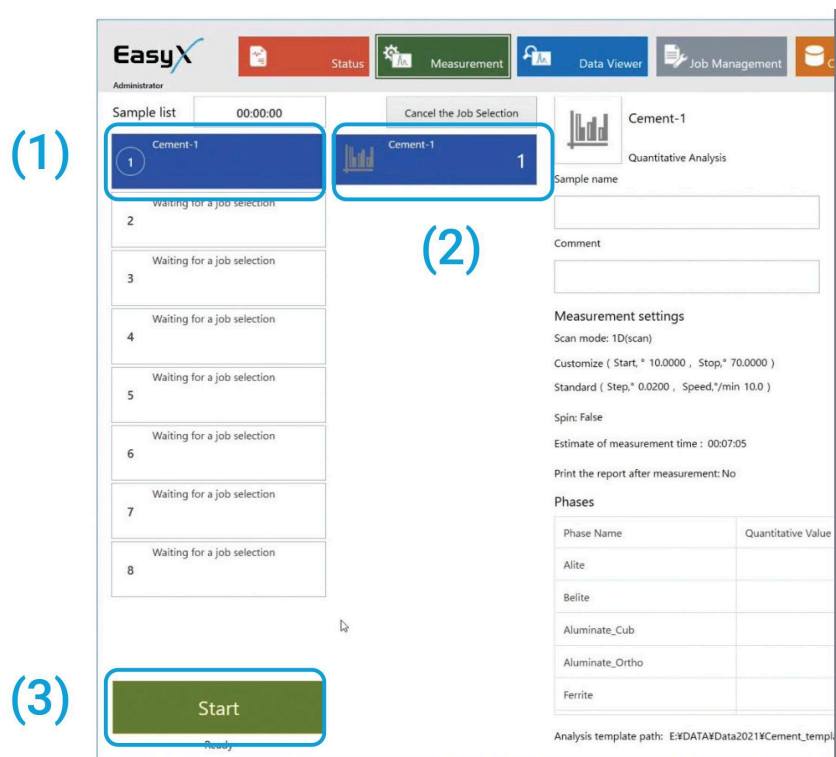 EasyX
Administrator
Status
Measurement
Data Viewer
Job Management
C
Sample list
00:00:00
Cancel the Job Selection
(1)
1
Cement-1
Cement-1
1
(2)
Waiting for a job selection
2
Waiting for a job selection
3
Waiting for a job selection
4
Waiting for a job selection
5
Waiting for a job selection
6
Waiting for a job selection
7
Waiting for a job selection
8
(3)
Start
Ready
Cement-1
Quantitative Analysis
Sample name
Comment
Measurement settings
Scan mode: 1D(scan)
Customize ( Start, ° 10.0000 , Stop,° 70.0000 )
Standard ( Step,° 0.0200 , Speed,°/min 10.0 )
Spin: False
Estimate of measurement time : 00:07:05
Print the report after measurement: No
Phases
Phase Name Quantitative Value
Alite
Belite
Aluminate_Cub
Aluminate_Ortho
Ferrite
Analysis template path: E:¥DATA¥Data2021¥Cement_templ